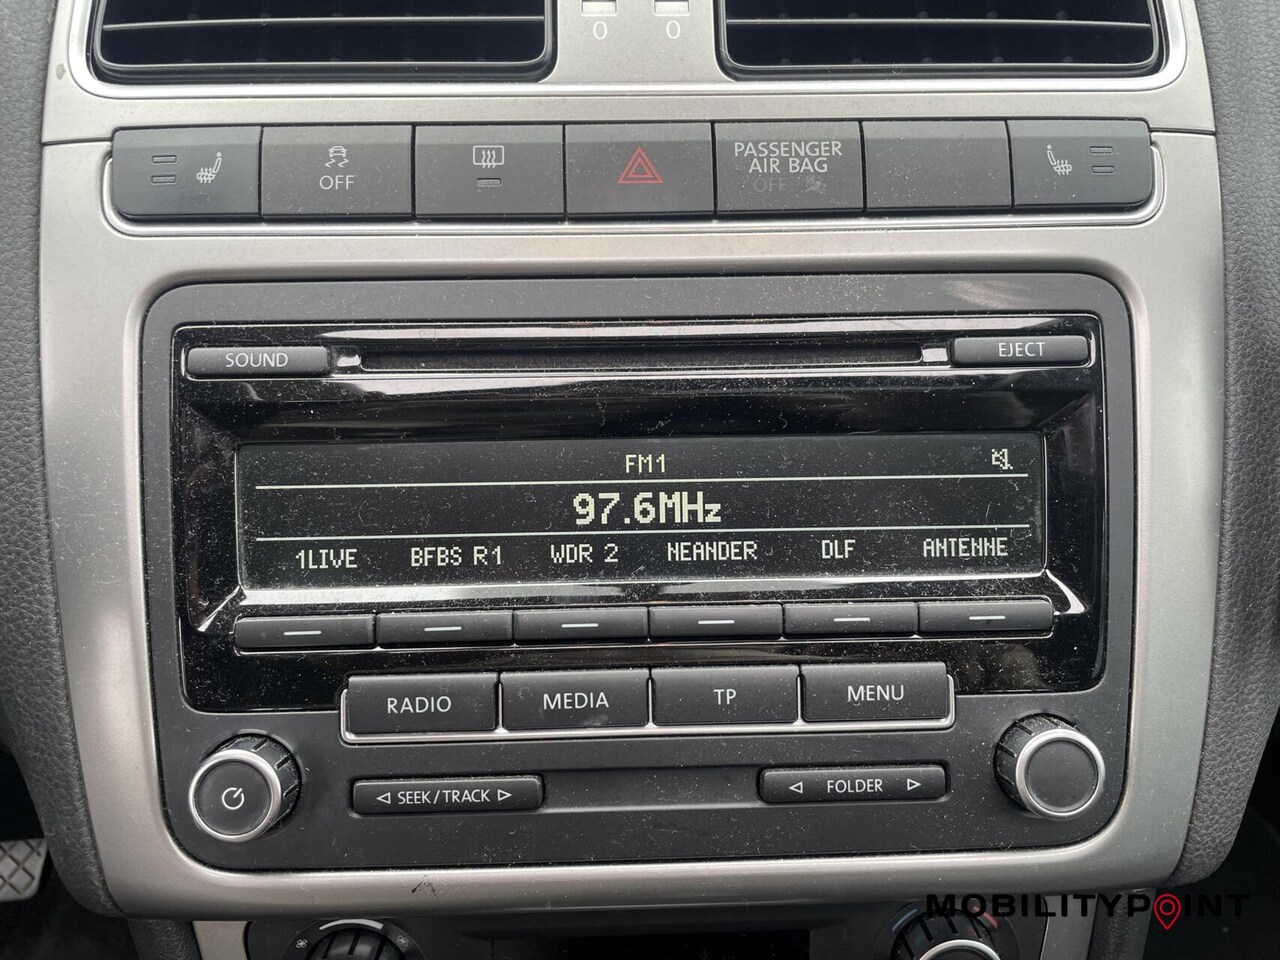 0 0
OFF
PASSENGER
AIR BAG
OFF
SOUND
EJECT
FM1
97.6MHz
1LIVE BFBS R1 WDR 2 NEANDER DLF ANTENNE
RADIO MEDIA TP MENU
SEEK/TRACK
FOLDER
MOBILITYPOINT